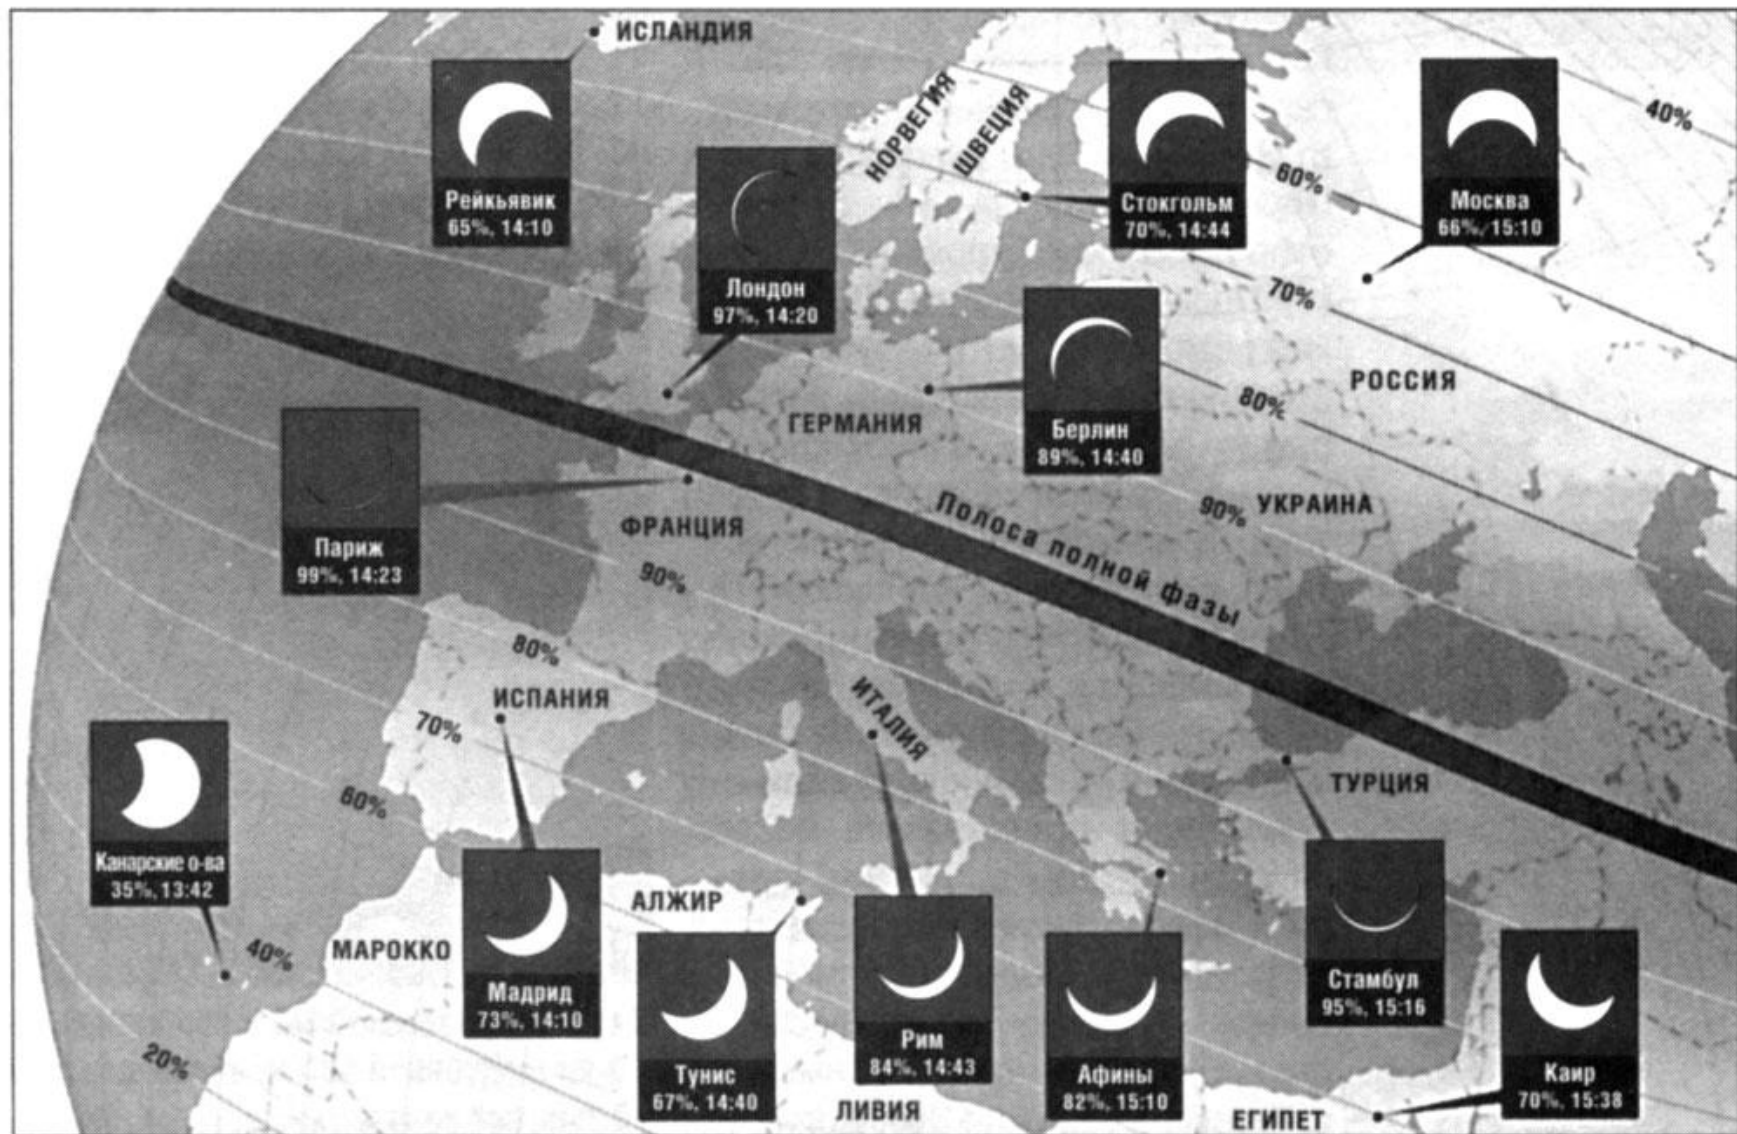 ИСЛАНДИЯ
Рейкьявик
65%, 14:10
НОРВЕГИЯ
ШВЕЦИЯ
Стокгольм
70%, 14:44
Москва
66%, 15:10
40%
60%
70%
80%
90%
Лондон
97%, 14:20
Берлин
89%, 14:40
РОССИЯ
ГЕРМАНИЯ
УКРАИНА
Полоса полной фазы
Париж
99%, 14:23
ФРАНЦИЯ
90%
80%
70%
60%
40%
20%
ИСПАНИЯ
ИТАЛИЯ
ТУРЦИЯ
Канарские о-ва
35%, 13:42
МАРОККО
АЛЖИР
Мадрид
73%, 14:10
Тунис
67%, 14:40
Рим
84%, 14:43
Афины
82%, 15:10
Стамбул
95%, 15:16
Каир
70%, 15:38
ЛИВИЯ
ЕГИПЕТ